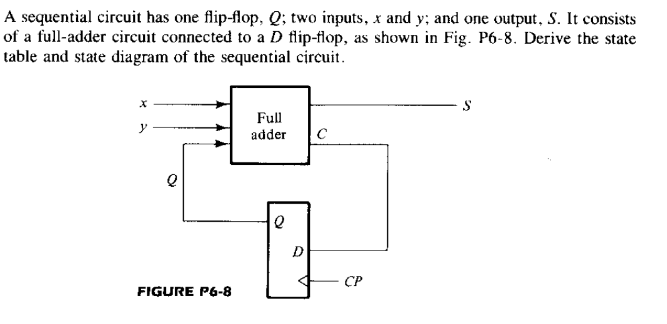 A sequential circuit has one flip-flop, Q; two inputs, x and y; and one output, S. It consists
of a full-adder circuit connected to a D flip-flop, as shown in Fig. P6-8. Derive the state
table and state diagram of the sequential circuit.
x
S
Full
y
adder
C
Q
Q
D
CP
FIGURE P6-8